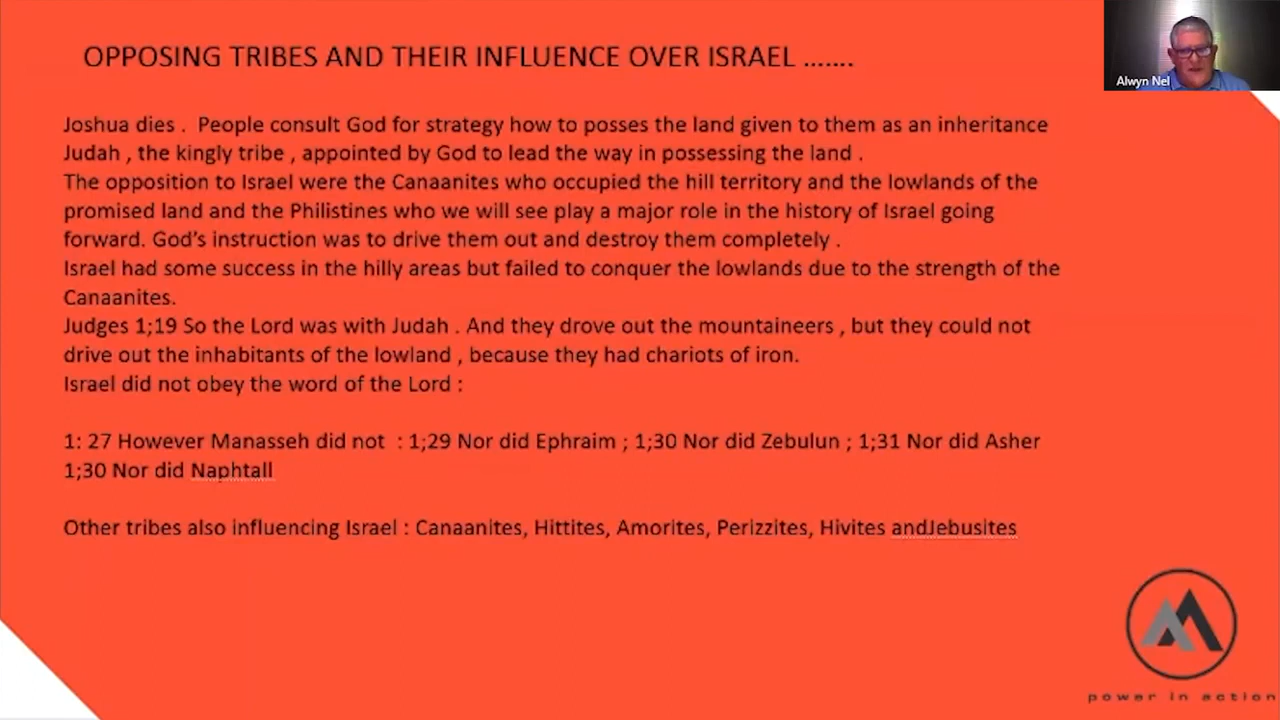 OPPOSING TRIBES AND THEIR INFLUENCE OVER ISRAEL .......
Alwyn Nel
Joshua dies . People consult God for strategy how to posses the land given to them as an inheritance
Judah , the kingly tribe , appointed by God to lead the way in possessing the land .
The opposition to Israel were the Canaanites who occupied the hill territory and the lowlands of the
promised land and the Philistines who we will see play a major role in the history of Israel going
forward. God's instruction was to drive them out and destroy them completely .
Israel had some success in the hilly areas but failed to conquer the lowlands due to the strength of the
Canaanites.
Judges 1;19 So the Lord was with Judah . And they drove out the mountaineers , but they could not
drive out the inhabitants of the lowland , because they had chariots of iron.
Israel did not obey the word of the Lord :
1: 27 However Manasseh did not : 1;29 Nor did Ephraim ; 1;30 Nor did Zebulun ; 1;31 Nor did Asher
1;30 Nor did Naphtall
Other tribes also influencing Israel : Canaanites, Hittites, Amorites, Perizzites, Hivites andJebusites
power in action